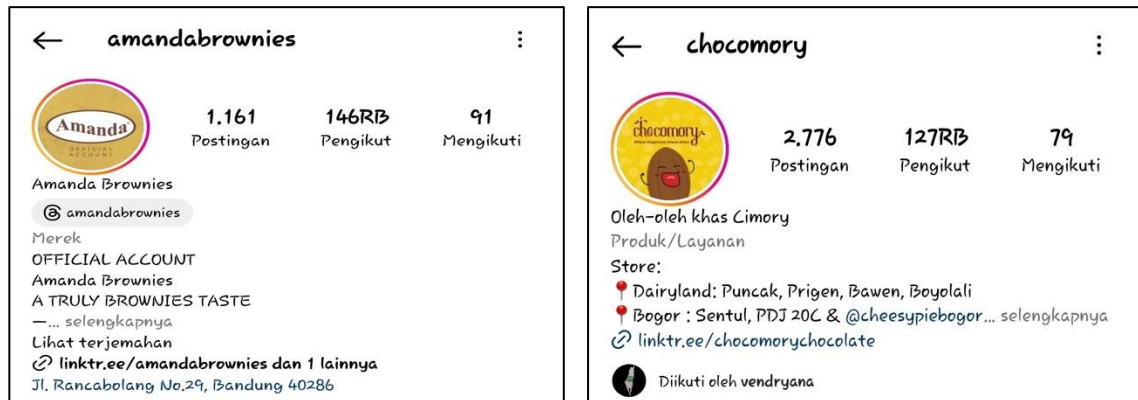 amandabrownies
Amanda
OFFICIAL
ACCOUNT
1.161 146RB 91
Postingan Pengikut Mengikuti
Amanda Brownies
amandabrownies
Merek
OFFICIAL ACCOUNT
Amanda Brownies
A TRULY BROWNIES TASTE
—... selengkapnya
Lihat terjemahan
linktr.ee/amandabrownies dan 1 lainnya
Jl. Rancabolang No.29, Bandung 40286
chocomory
chocomory
2.776 127RB 79
Postingan Pengikut Mengikuti
Oleh-oleh khas Cimory
Produk/Layanan
Store:
📍Dairyland: Puncak, Prigen, Bawen, Boyolali
📍Bogor : Sentul, PDJ 20C & @cheesypiebogor... selengkapnya
linktr.ee/chocomorychocolate
Diikuti oleh vendryana